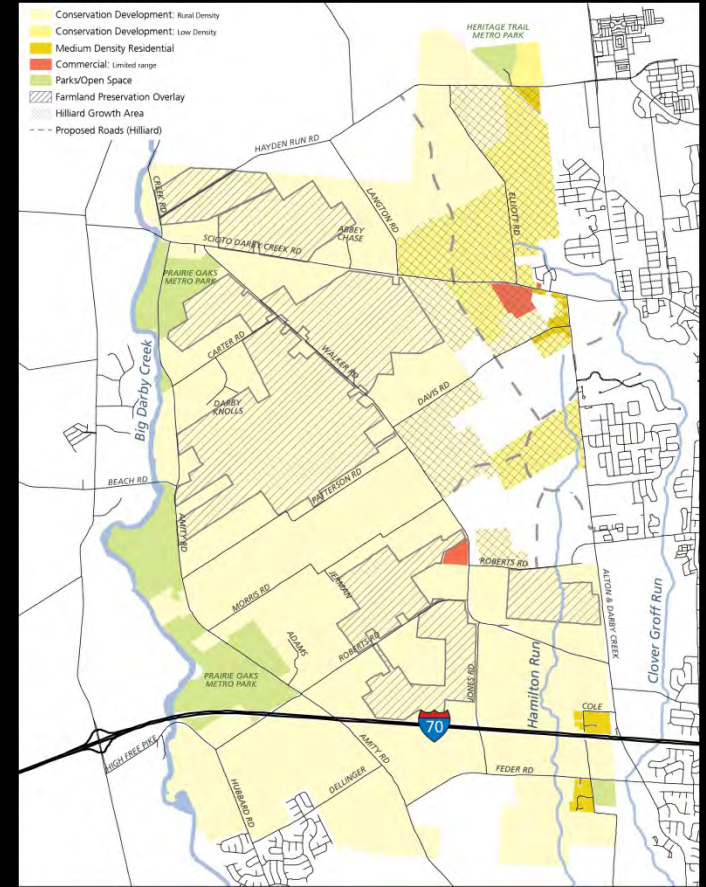 Conservation Development: Rural Density
Conservation Development: Low Density
Medium Density Residential
Commercial: Limited range
Parks/Open Space
Farmland Preservation Overlay
Hilliard Growth Area
Proposed Roads (Hilliard)
HERITAGE TRAIL
METRO PARK
HAYDEN RUN RD
CREEK RD
LANGTON RD
ELLIOTT RD
ABBEY
CHASE
SCIOTO DARBY CREEK RD
PRAIRIE OAKS
METRO PARK
CARTER RD
WALKER RD
Big Darby Creek
DARBY
KNOLLS
DAVIS RD
BEACH RD
PATTERSON RD
AMITY RD
ROBERTS RD
JERMAN
MORRIS RD
ALTON & DARBY CREEK
Clover Groff Run
ADAMS
ROBERTS RD
PRAIRIE OAKS
METRO PARK
JONES RD
Hamilton Run
COLE
70
HIGH FREE PIKE
AMITY RD
FEDER RD
HUBBARD RD
DELLINGER